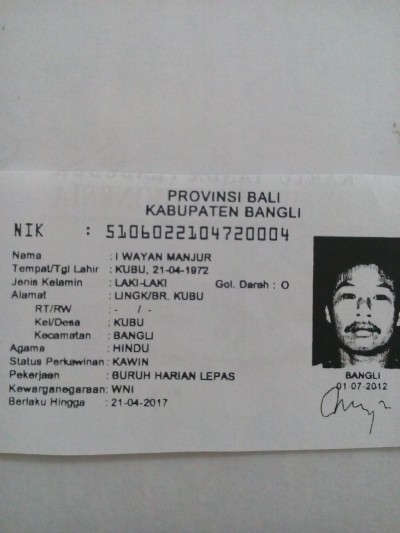 PROVINSI BALI
KABUPATEN BANGLI
NIK : 5106022104720004
Nama : I WAYAN MANJUR
Tempat/Tgl Lahir : KUBU, 21-04-1972
Jenis Kelamin : LAKI-LAKI Gol. Darah : O
Alamat : LINGK/BR. KUBU
RT/RW : - / -
Kel/Desa : KUBU
Kecamatan : BANGLI
Agama : HINDU
Status Perkawinan : KAWIN
Pekerjaan : BURUH HARIAN LEPAS
Kewarganegaraan: WNI
Berlaku Hingga : 21-04-2017
BANGLI
01-07-2012